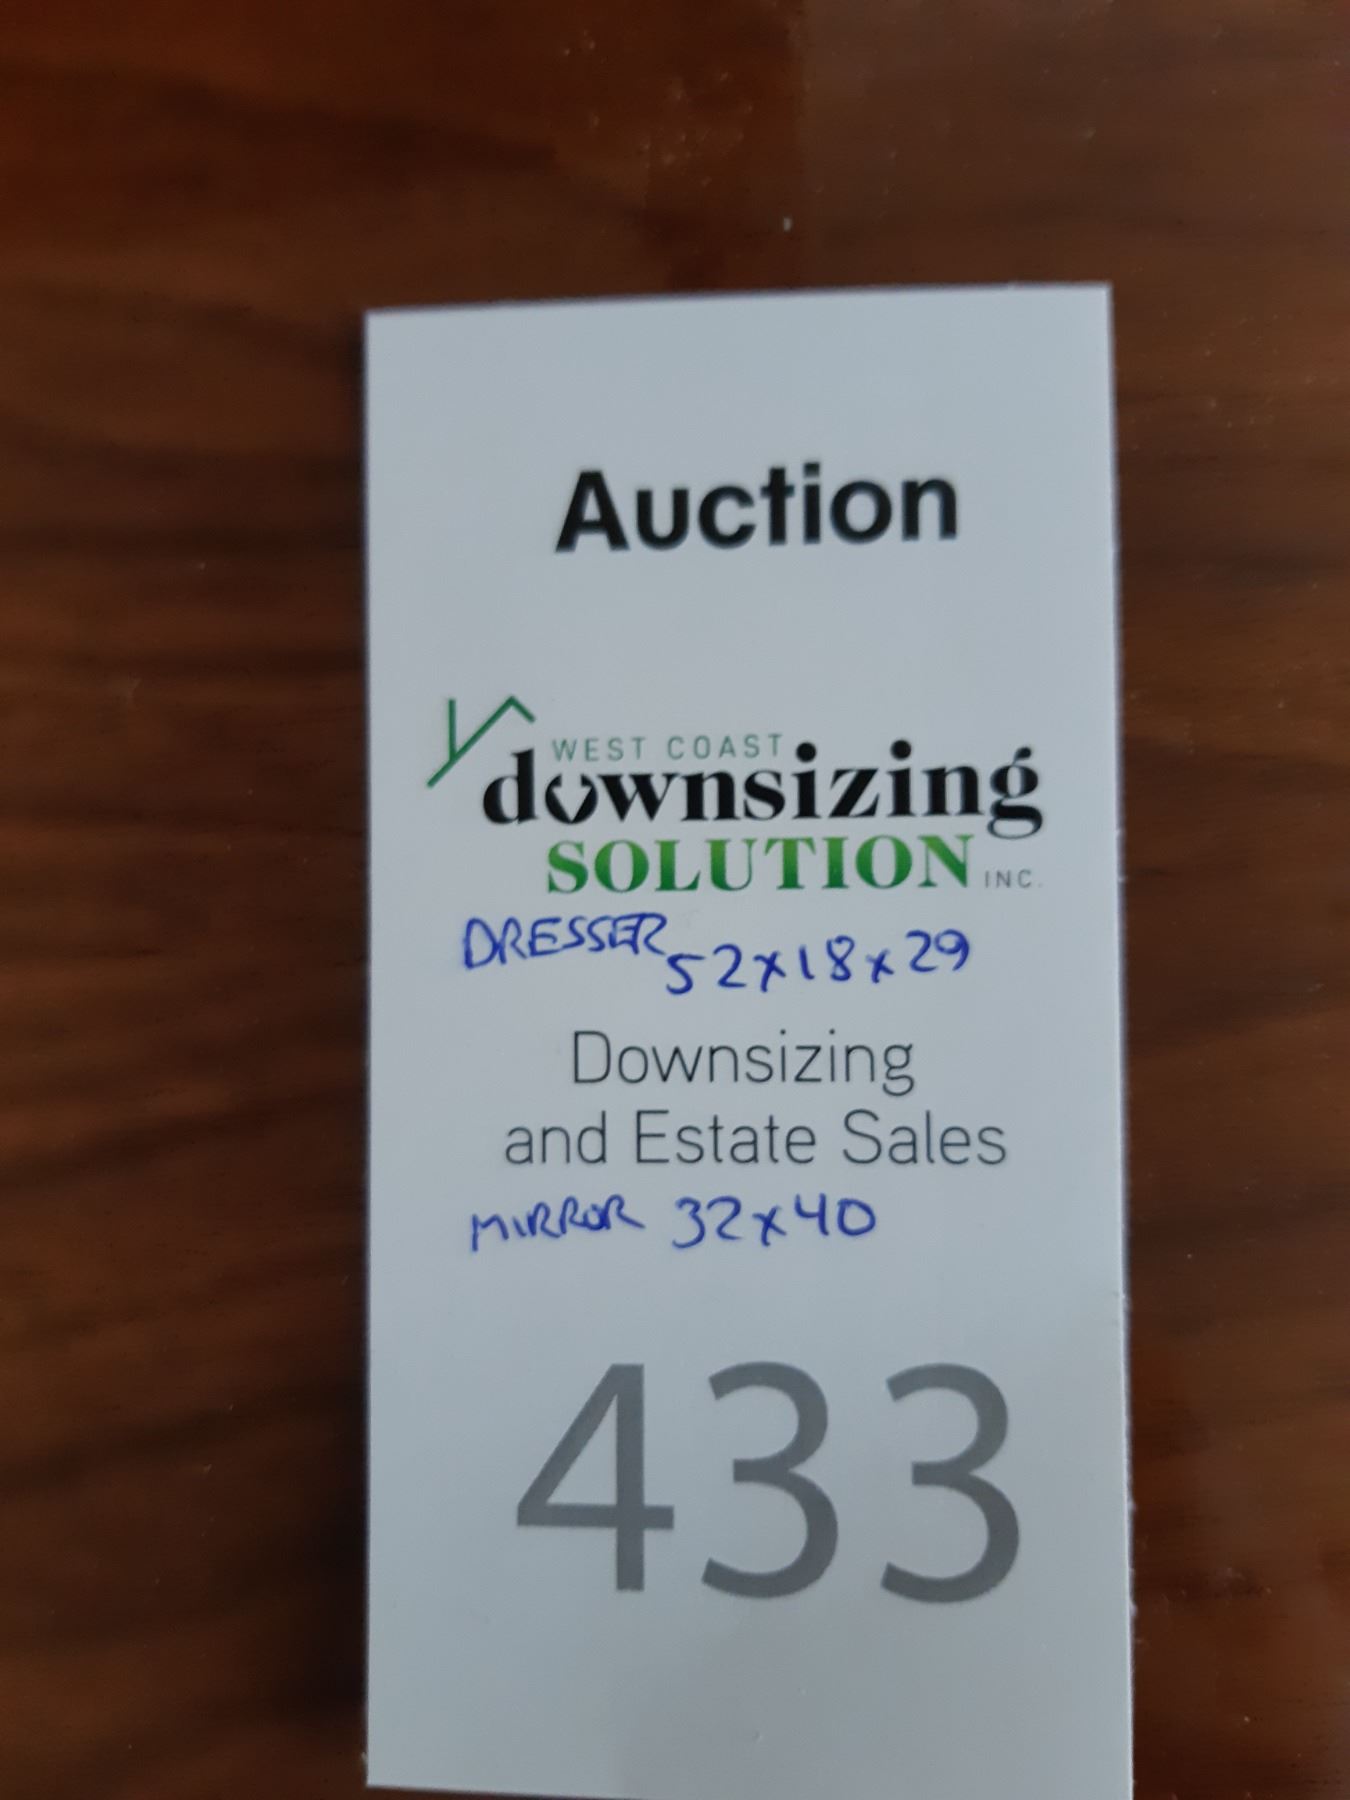 Auction
WEST COAST
downsizing
SOLUTION INC.
DRESSER 52x18x29
Downsizing
and Estate Sales
MIRROR 32x40
433